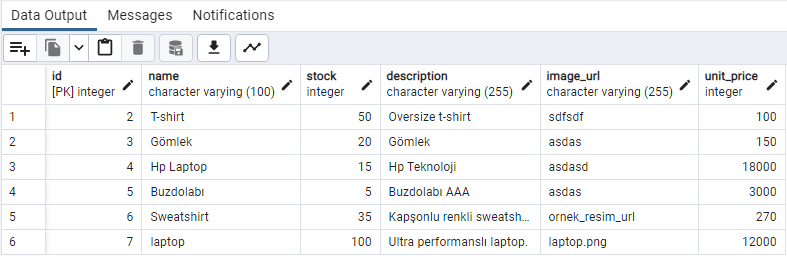 Data Output Messages Notifications
id name stock description image_url unit_price
[PK] integer character varying (100) integer character varying (255) character varying (255) integer
1 2 T-shirt 50 Oversize t-shirt sdfsdf 100
2 3 Gömlek 20 Gömlek asdas 150
3 4 Hp Laptop 15 Hp Teknoloji asdasd 18000
4 5 Buzdolabı 5 Buzdolabı AAA asdas 3000
5 6 Sweatshirt 35 Kapşonlu renkli sweatsh... ornek_resim_url 270
6 7 laptop 100 Ultra performanslı laptop. laptop.png 12000